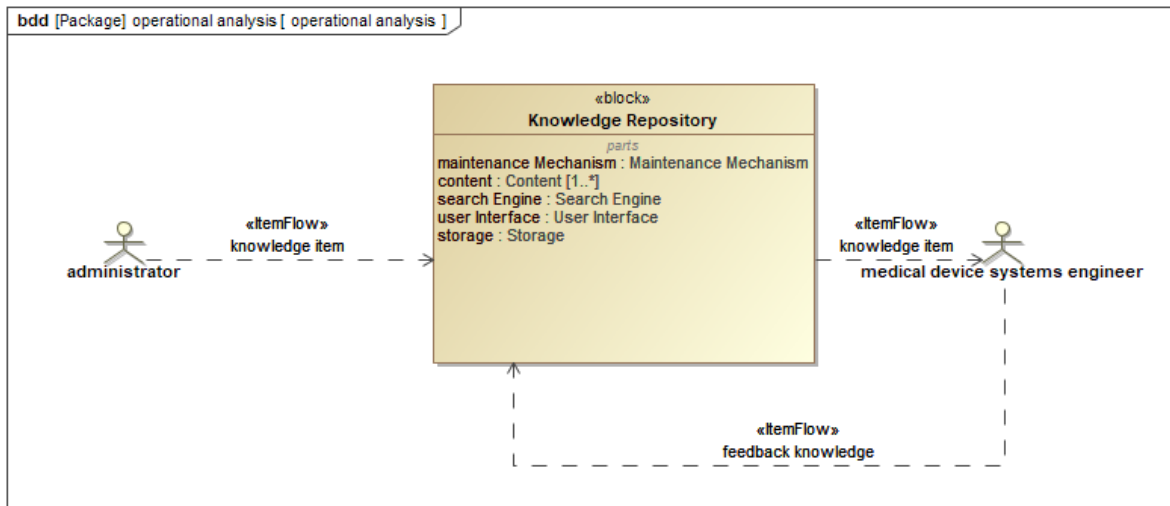 bdd [Package] operational analysis [ operational analysis ]
«block»
Knowledge Repository
parts
maintenance Mechanism : Maintenance Mechanism
content : Content [1..*]
search Engine : Search Engine
user Interface : User Interface
storage : Storage
«ItemFlow»
knowledge item
administrator
«ItemFlow»
knowledge item
medical device systems engineer
«ItemFlow»
feedback knowledge